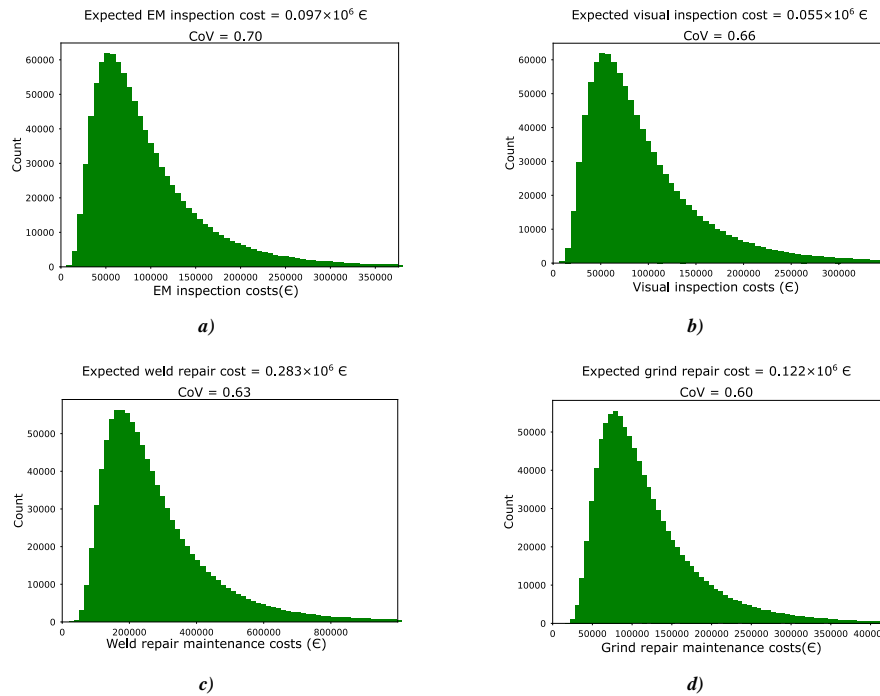 Expected EM inspection cost = 0.097×10⁶ Є
CoV = 0.70
60000
50000
40000
30000
20000
10000
0
Count
0 50000 100000 150000 200000 250000 300000 350000
EM inspection costs(Є)
a)
Expected visual inspection cost = 0.055×10⁶ Є
CoV = 0.66
60000
50000
40000
30000
20000
10000
0
Count
0 50000 100000 150000 200000 250000 300000
Visual inspection costs (Є)
b)
Expected weld repair cost = 0.283×10⁶ Є
CoV = 0.63
50000
40000
30000
20000
10000
0
Count
0 200000 400000 600000 800000
Weld repair maintenance costs (Є)
c)
Expected grind repair cost = 0.122×10⁶ Є
CoV = 0.60
50000
40000
30000
20000
10000
0
Count
0 50000 100000 150000 200000 250000 300000 350000 40000
Grind repair maintenance costs(Є)
d)